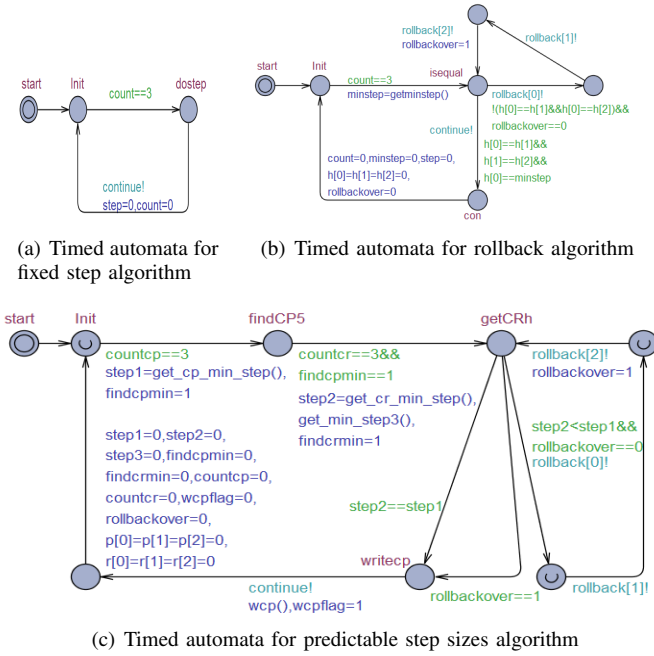 start
Init
dostep
count==3
continue!
step=0,count=0
(a) Timed automata for
fixed step algorithm
start
Init
count==3
minstep=getminstep()
isequal
rollback[2]!
rollbackover=1
rollback[1]!
rollback[0]!
!(h[0]==h[1]&&h[0]==h[2])&&
rollbackover==0
continue!
h[0]==h[1]&&
h[1]==h[2]&&
h[0]==minstep
count=0,minstep=0,step=0,
h[0]=h[1]=h[2]=0,
rollbackover=0
con
(b) Timed automata for rollback algorithm
start
Init
findCP5
getCRh
countcp==3
step1=get_cp_min_step(),
findcpmin=1
countcr==3&&
findcpmin==1
step2=get_cr_min_step(),
get_min_step3(),
findcrmin=1
rollback[2]!
rollbackover=1
step2<step1&&
rollbackover==0
rollback[0]!
step1=0,step2=0,
step3=0,findcpmin=0,
findcrmin=0,countcp=0,
countcr=0,wcpflag=0,
rollbackover=0,
p[0]=p[1]=p[2]=0,
r[0]=r[1]=r[2]=0
step2==step1
writecp
continue!
wcp(),wcpflag=1
rollbackover==1
rollback[1]!
(c) Timed automata for predictable step sizes algorithm